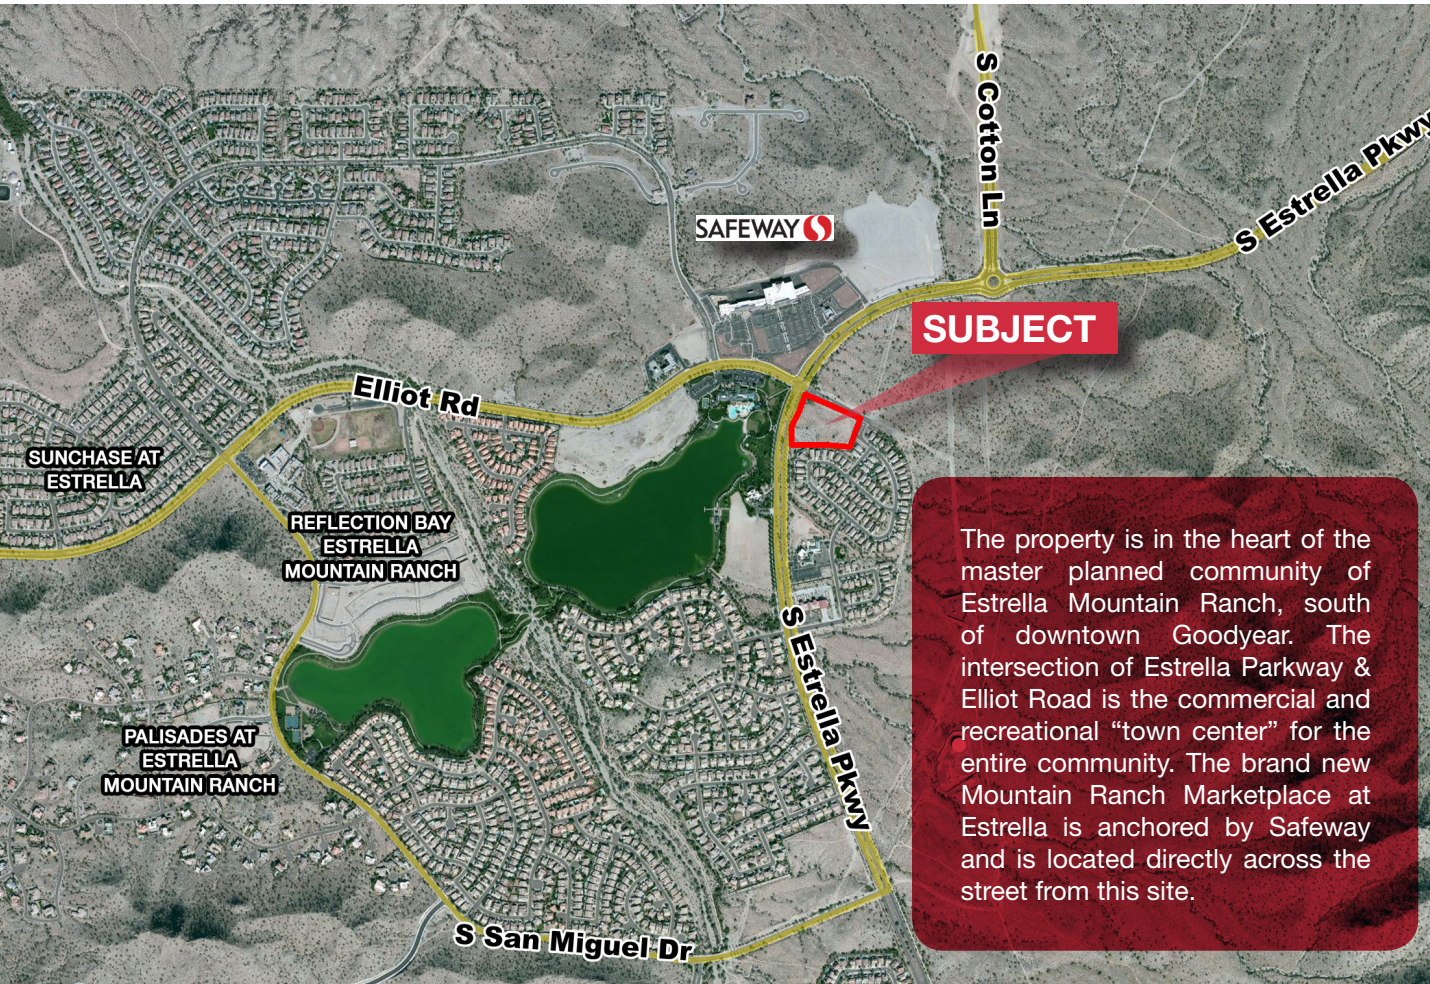 S Cotton Ln
S Estrella Pkwy
SAFEWAY
SUBJECT
Elliot Rd
SUNCHASE AT
ESTRELLA
REFLECTION BAY
ESTRELLA
MOUNTAIN RANCH
The property is in the heart of the
master planned community of
Estrella Mountain Ranch, south
of downtown Goodyear. The
intersection of Estrella Parkway &
Elliot Road is the commercial and
recreational “town center” for the
entire community. The brand new
Mountain Ranch Marketplace at
Estrella is anchored by Safeway
and is located directly across the
street from this site.
S Estrella Pkwy
PALISADES AT
ESTRELLA
MOUNTAIN RANCH
S San Miguel Dr